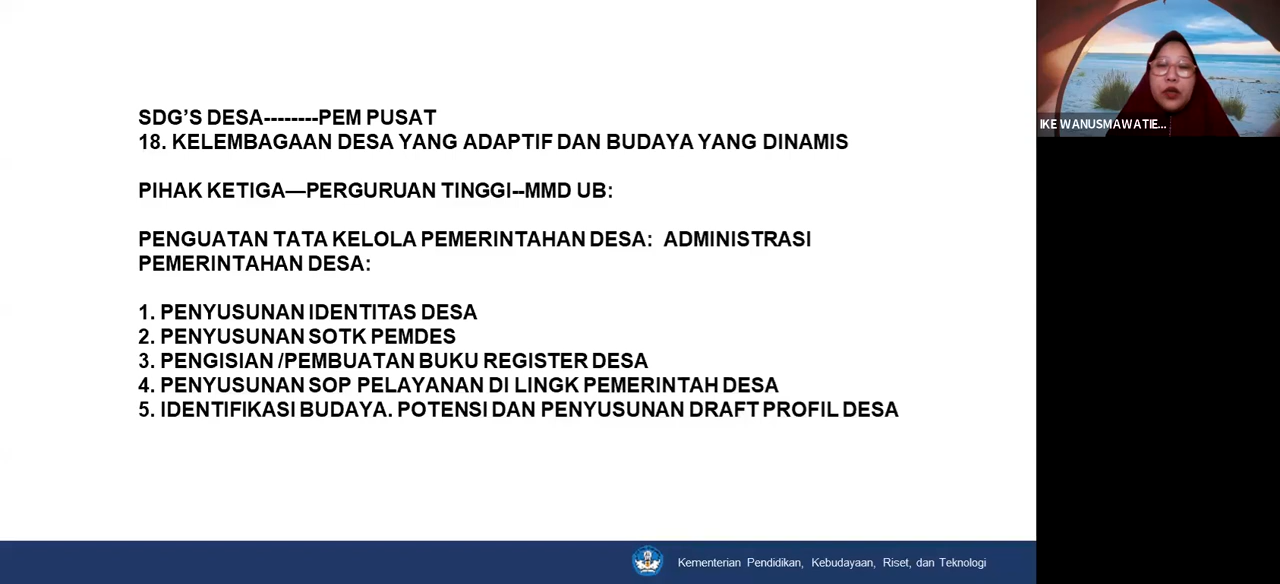 SDG'S DESA--------PEM PUSAT
18. KELEMBAGAAN DESA YANG ADAPTIF DAN BUDAYA YANG DINAMIS
PIHAK KETIGA—PERGURUAN TINGGI--MMD UB:
PENGUATAN TATA KELOLA PEMERINTAHAN DESA: ADMINISTRASI
PEMERINTAHAN DESA:
1. PENYUSUNAN IDENTITAS DESA
2. PENYUSUNAN SOTK PEMDES
3. PENGISIAN /PEMBUATAN BUKU REGISTER DESA
4. PENYUSUNAN SOP PELAYANAN DI LINGK PEMERINTAH DESA
5. IDENTIFIKASI BUDAYA. POTENSI DAN PENYUSUNAN DRAFT PROFIL DESA
Kementerian Pendidikan, Kebudayaan, Riset, dan Teknologi
IKE WANUSMAWATIE...